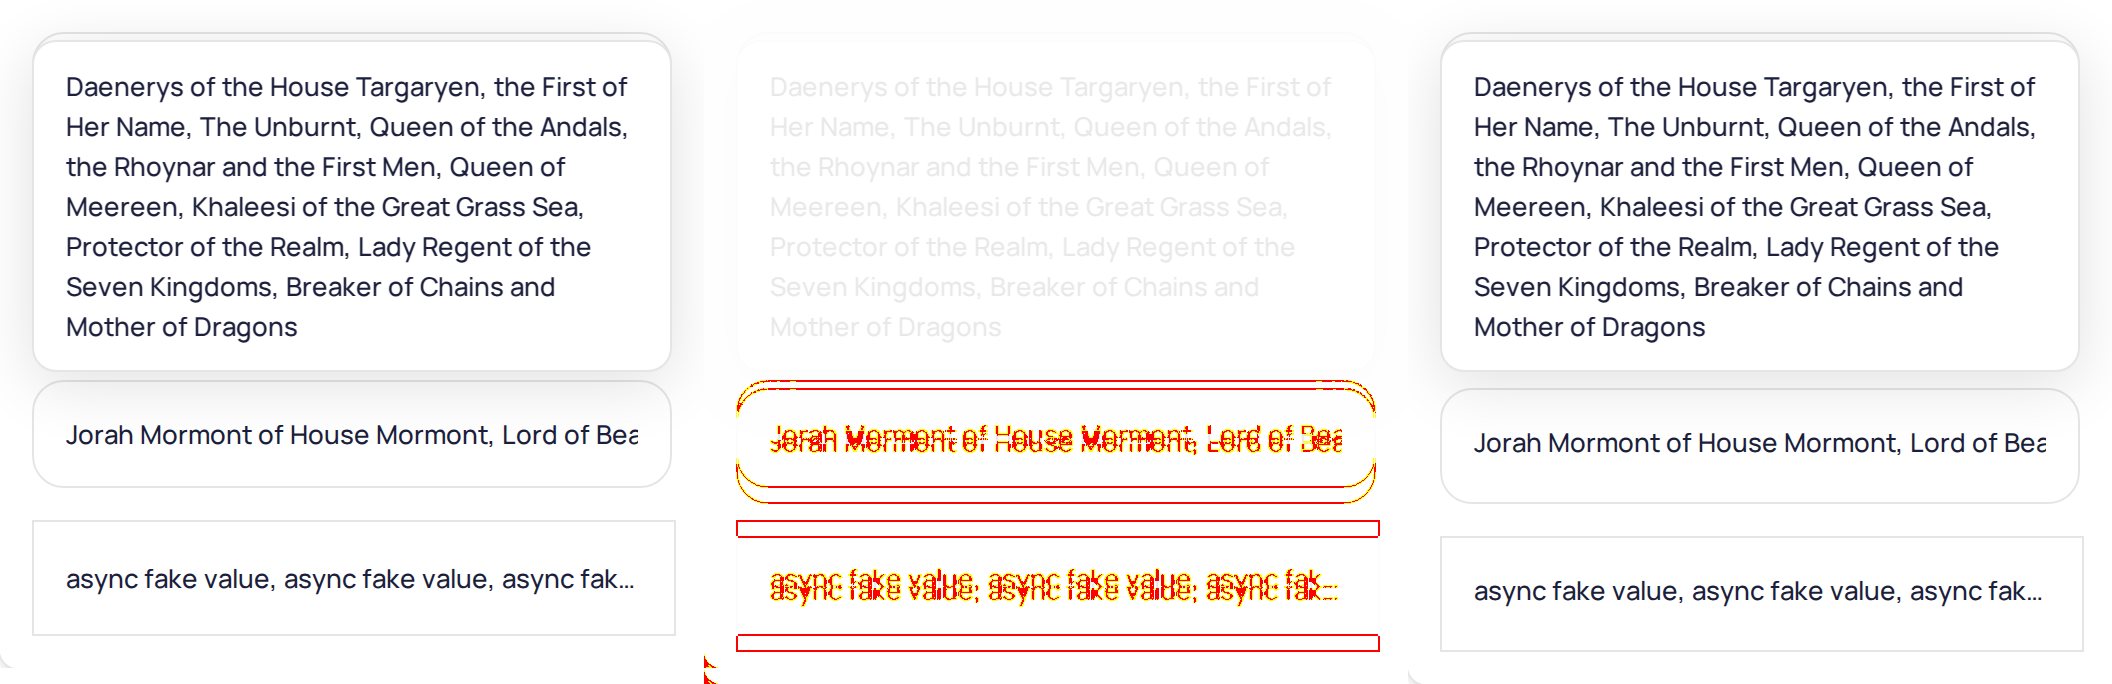 Daenerys of the House Targaryen, the First of
Her Name, The Unburnt, Queen of the Andals,
the Rhoynar and the First Men, Queen of
Meereen, Khaleesi of the Great Grass Sea,
Protector of the Realm, Lady Regent of the
Seven Kingdoms, Breaker of Chains and
Mother of Dragons
Jorah Mormont of House Mormont, Lord of Bea
async fake value, async fake value, async fak...
Daenerys of the House Targaryen, the First of
Her Name, The Unburnt, Queen of the Andals,
the Rhoynar and the First Men, Queen of
Meereen, Khaleesi of the Great Grass Sea,
Protector of the Realm, Lady Regent of the
Seven Kingdoms, Breaker of Chains and
Mother of Dragons
Jorah Mormont of House Mormont, Lord of Bea
async fake value, async fake value, async fak...
Daenerys of the House Targaryen, the First of
Her Name, The Unburnt, Queen of the Andals,
the Rhoynar and the First Men, Queen of
Meereen, Khaleesi of the Great Grass Sea,
Protector of the Realm, Lady Regent of the
Seven Kingdoms, Breaker of Chains and
Mother of Dragons
Jorah Mormont of House Mormont, Lord of Bea
async fake value, async fake value, async fak...